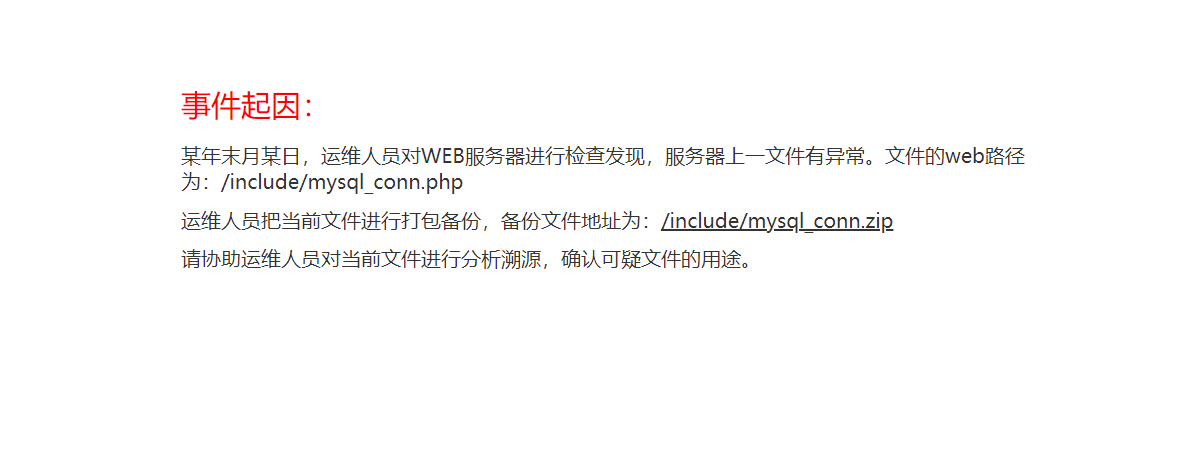 事件起因：
某年末月某日，运维人员对WEB服务器进行检查发现，服务器上一文件有异常。文件的web路径
为：/include/mysql_conn.php
运维人员把当前文件进行打包备份，备份文件地址为：/include/mysql_conn.zip
请协助运维人员对当前文件进行分析溯源，确认可疑文件的用途。